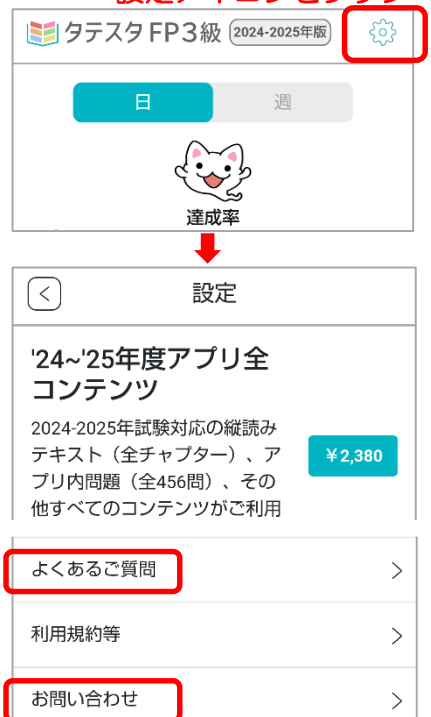 タテスタ FP3級 2024-2025年版
日 週
達成率
設定
'24~'25年度アプリ全
コンテンツ
2024-2025年試験対応の縦読み
テキスト（全チャプター）、ア
プリ内問題（全456問）、その
他すべてのコンテンツがご利用
￥2,380
よくあるご質問
利用規約等
お問い合わせ